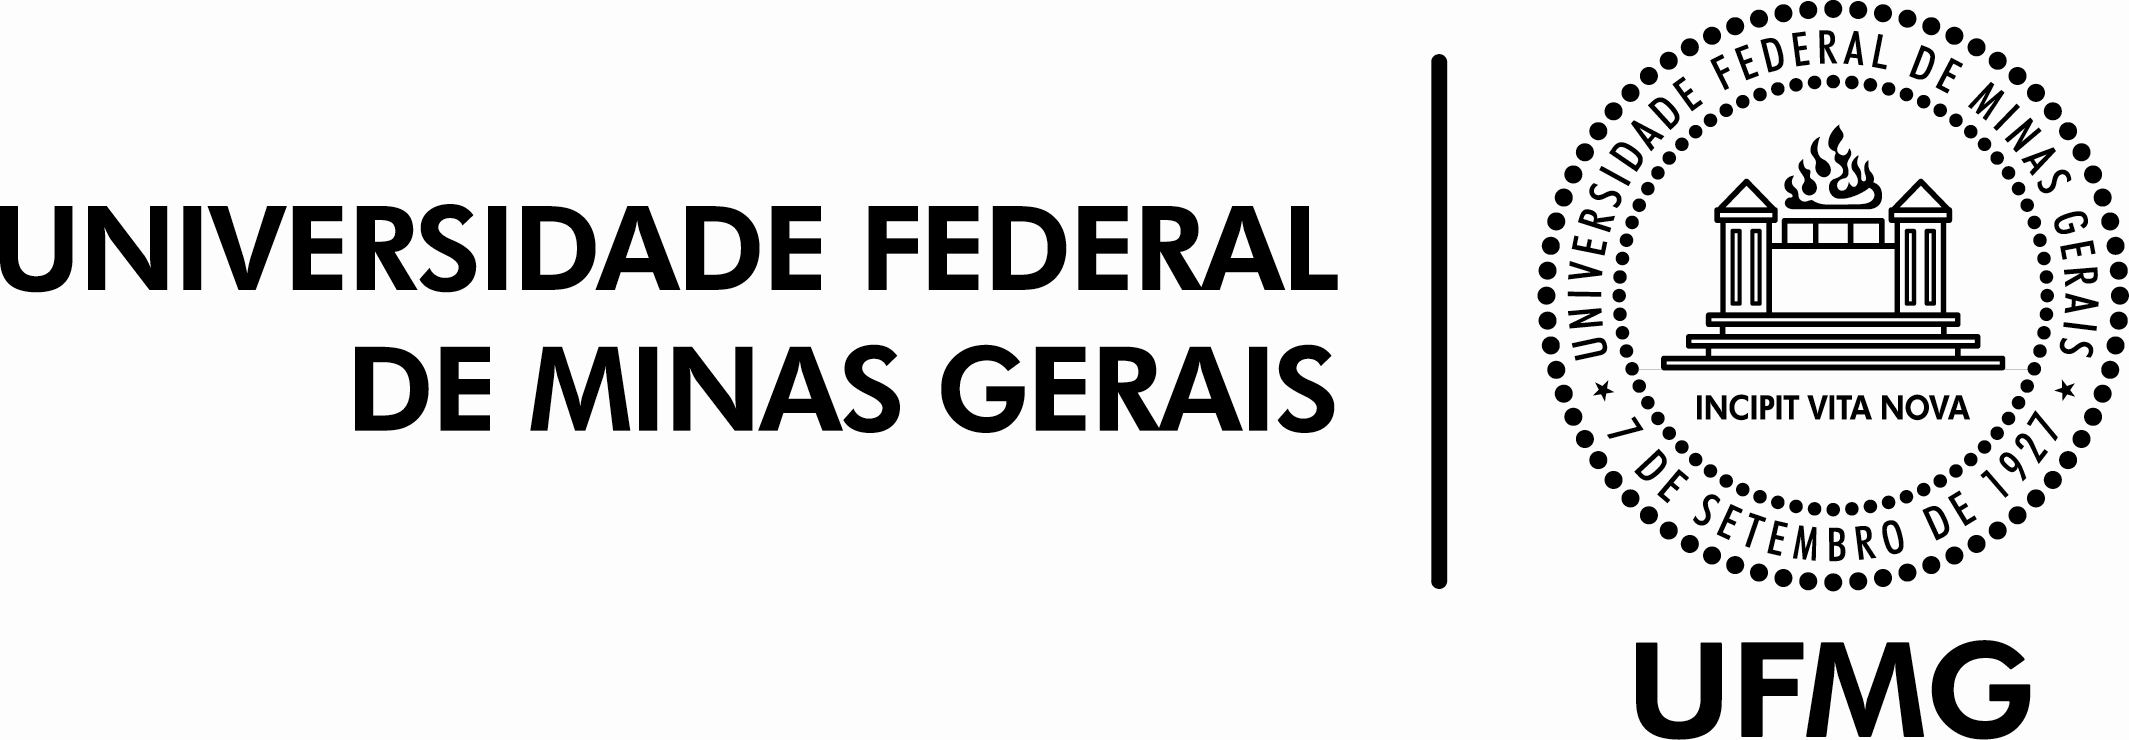 UNIVERSIDADE FEDERAL
DE MINAS GERAIS
UNIVERSIDADE FEDERAL DE MINAS GERAIS
INCIPIT VITA NOVA
★ 7 DE SETEMBRO DE 1927 ★
UFMG